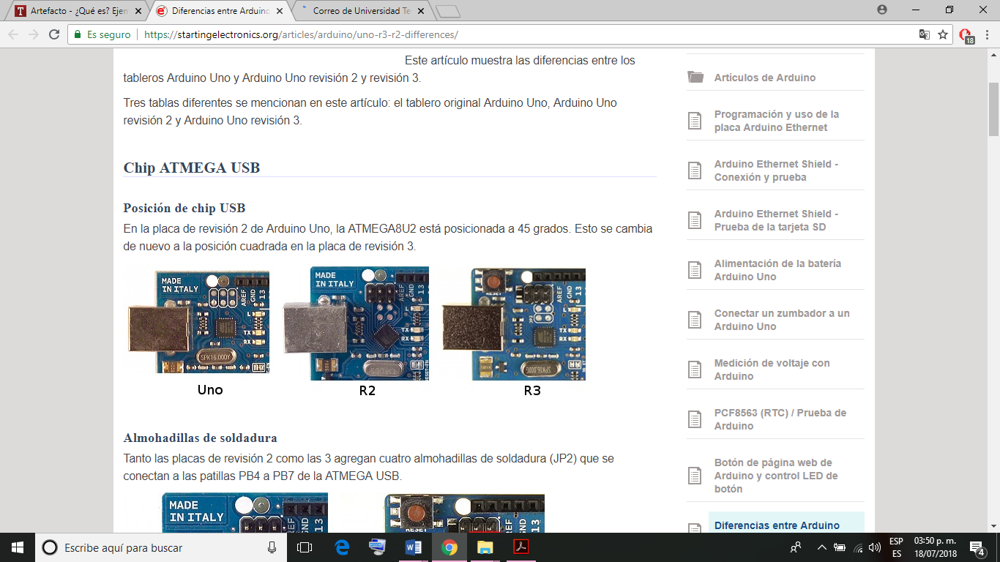 Artefacto - ¿Qué es? Ejem
Diferencias entre Arduino
Correo de Universidad Te
Es seguro
https://startingelectronics.org/articles/arduino/uno-r3-r2-differences/
18
Este artículo muestra las diferencias entre los
tableros Arduino Uno y Arduino Uno revisión 2 y revisión 3.
Tres tablas diferentes se mencionan en este artículo: el tablero original Arduino Uno, Arduino Uno
revisión 2 y Arduino Uno revisión 3.
Chip ATMEGA USB
Posición de chip USB
En la placa de revisión 2 de Arduino Uno, la ATMEGA8U2 está posicionada a 45 grados. Esto se cambia
de nuevo a la posición cuadrada en la placa de revisión 3.
MADE
IN ITALY
AREF
GND
13
L
TX
RX
SPK16.000Y
Uno
MADE
IN ITALY
AREF
GND
13
L
TX
RX
R2
RESET
AREF
GND
13
JP2
L
TX
RX
R3
Almohadillas de soldadura
Tanto las placas de revisión 2 como las 3 agregan cuatro almohadillas de soldadura (JP2) que se
conectan a las patillas PB4 a PB7 de la ATMEGA USB.
MADE
IN ITALY
AREF
GND
13
RESET
AREF
GND
13
Artículos de Arduino
Programación y uso de la
placa Arduino Ethernet
Arduino Ethernet Shield -
Conexión y prueba
Arduino Ethernet Shield -
Prueba de la tarjeta SD
Alimentación de la batería
Arduino Uno
Conectar un zumbador a un
Arduino Uno
Medición de voltaje con
Arduino
PCF8563 (RTC) / Prueba de
Arduino
Botón de página web de
Arduino y control LED de
botón
Diferencias entre Arduino
Escribe aquí para buscar
ESP
ES
03:50 p. m.
18/07/2018
4